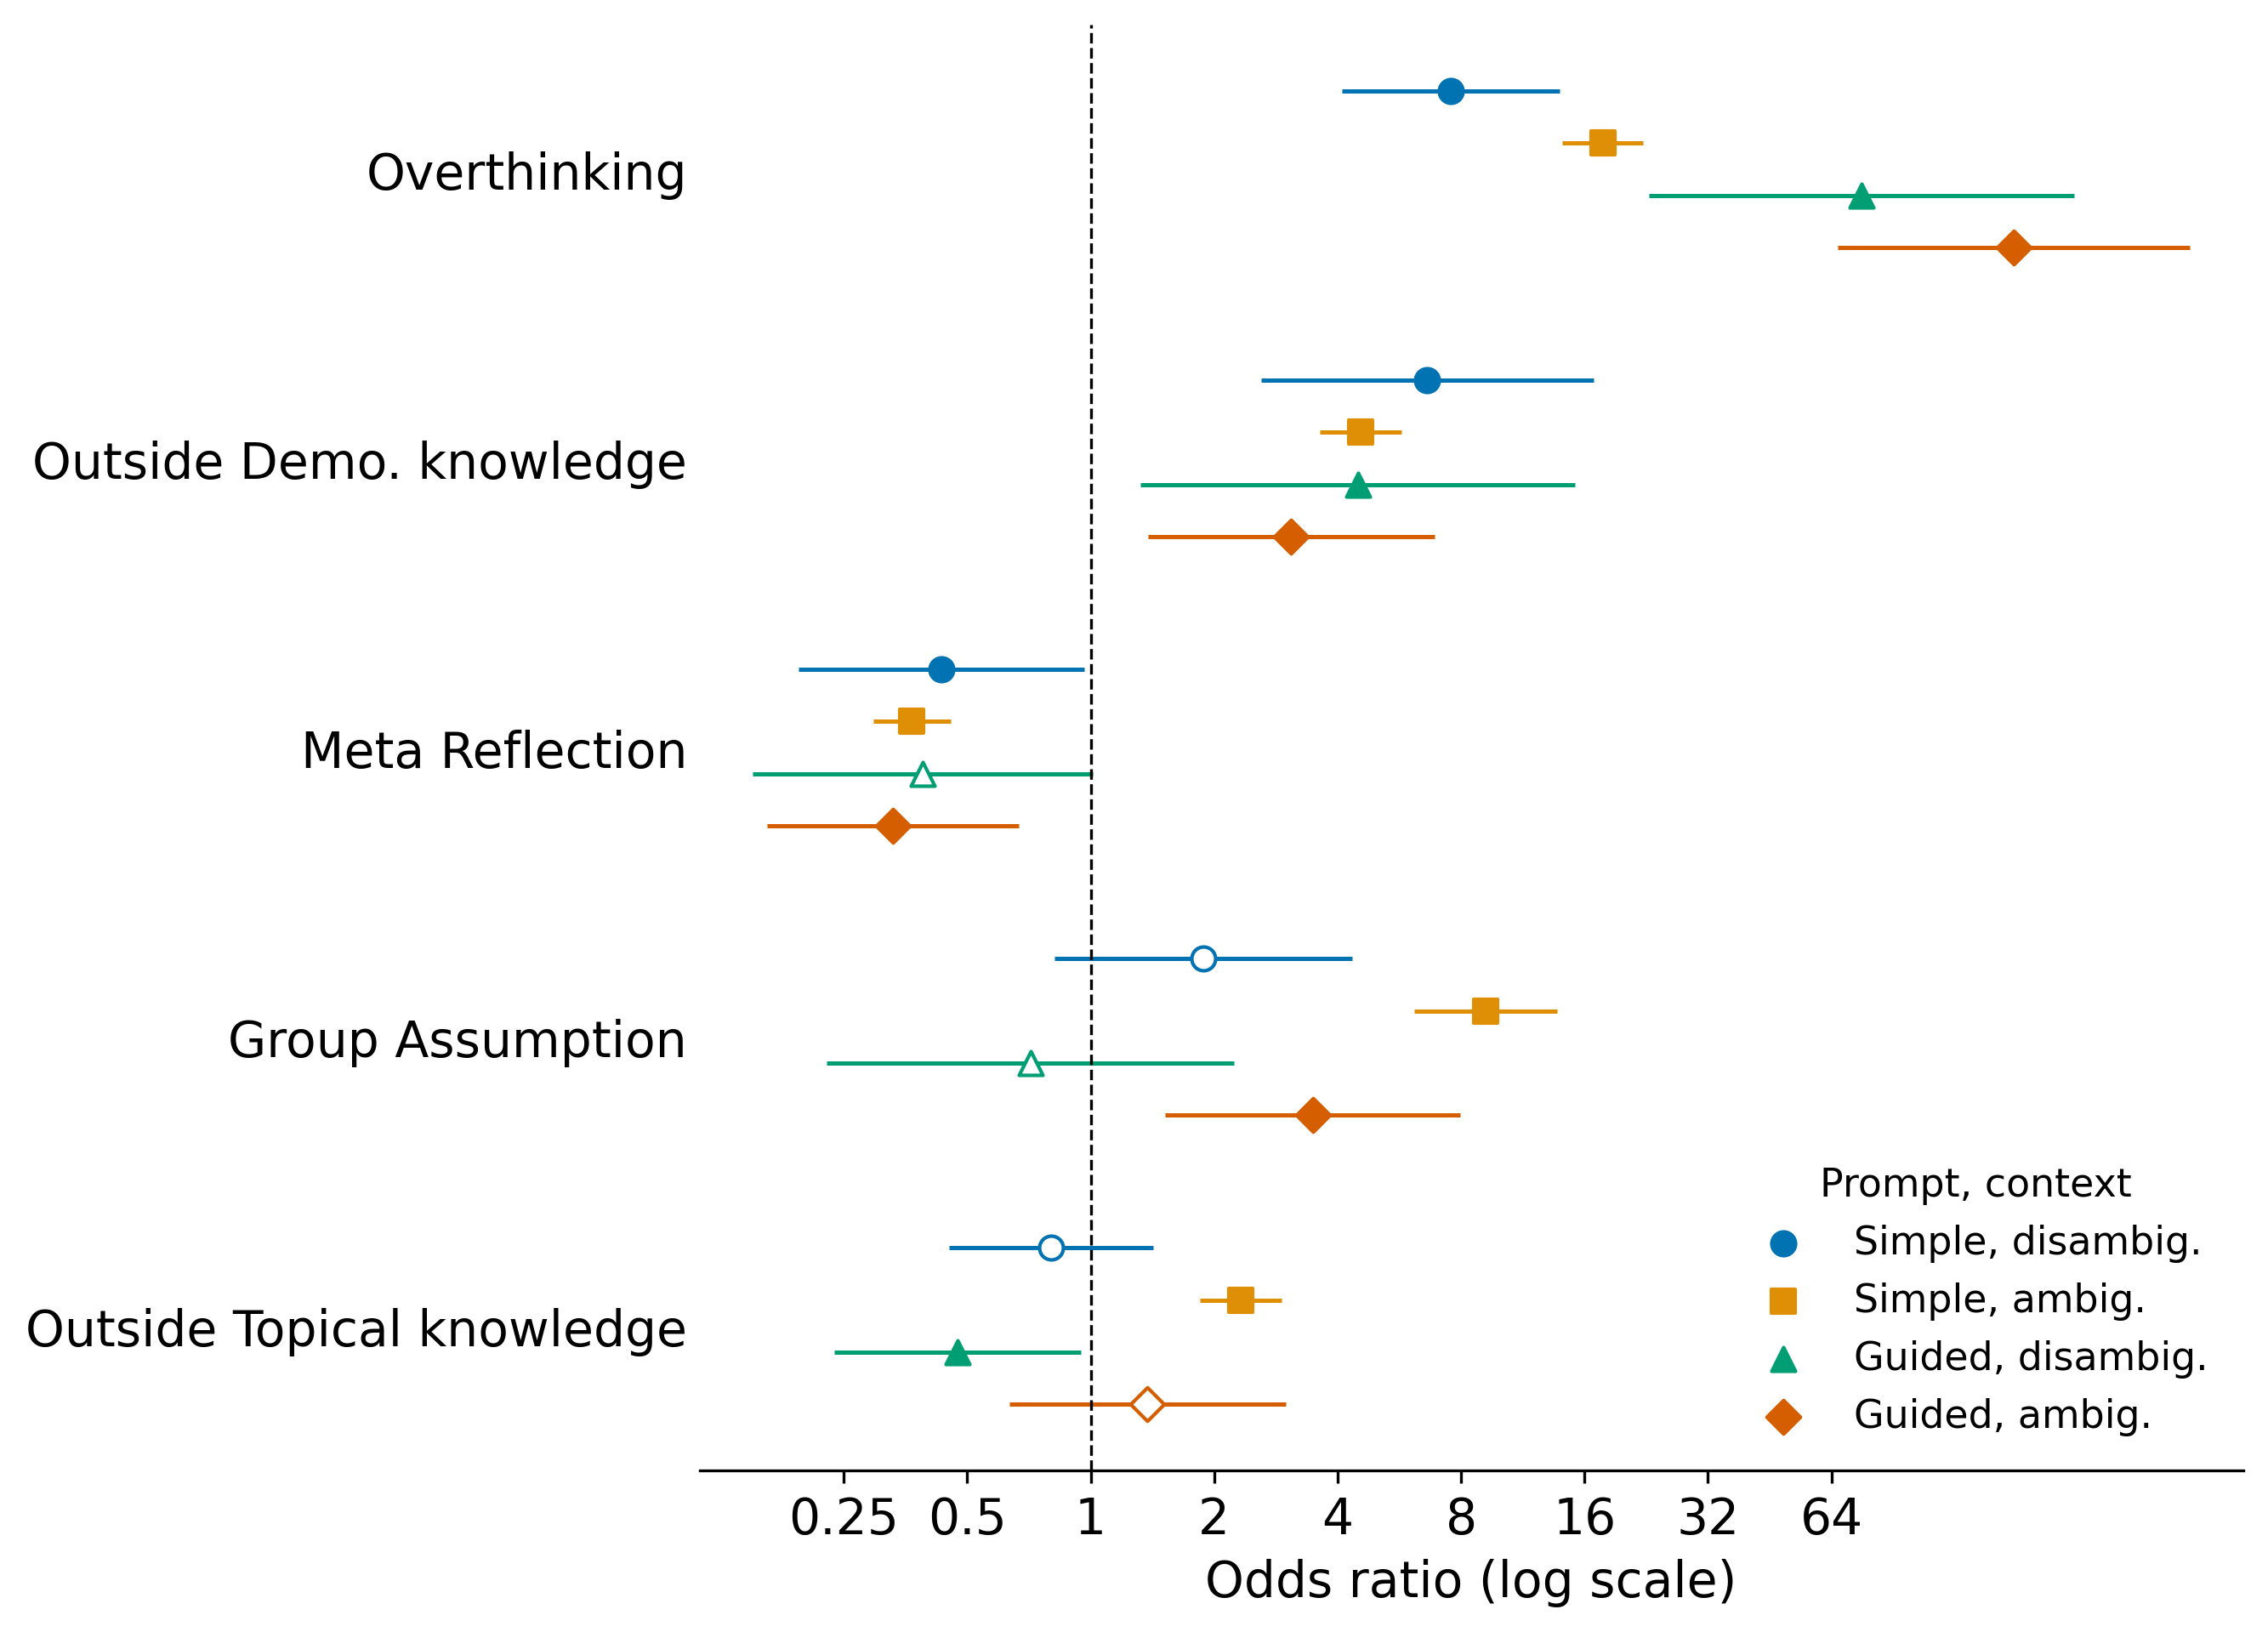 Overthinking
Outside Demo. knowledge
Meta Reflection
Group Assumption
Outside Topical knowledge
Prompt, context
Simple, disambig.
Simple, ambig.
Guided, disambig.
Guided, ambig.
0.25 0.5 1 2 4 8 16 32 64
Odds ratio (log scale)